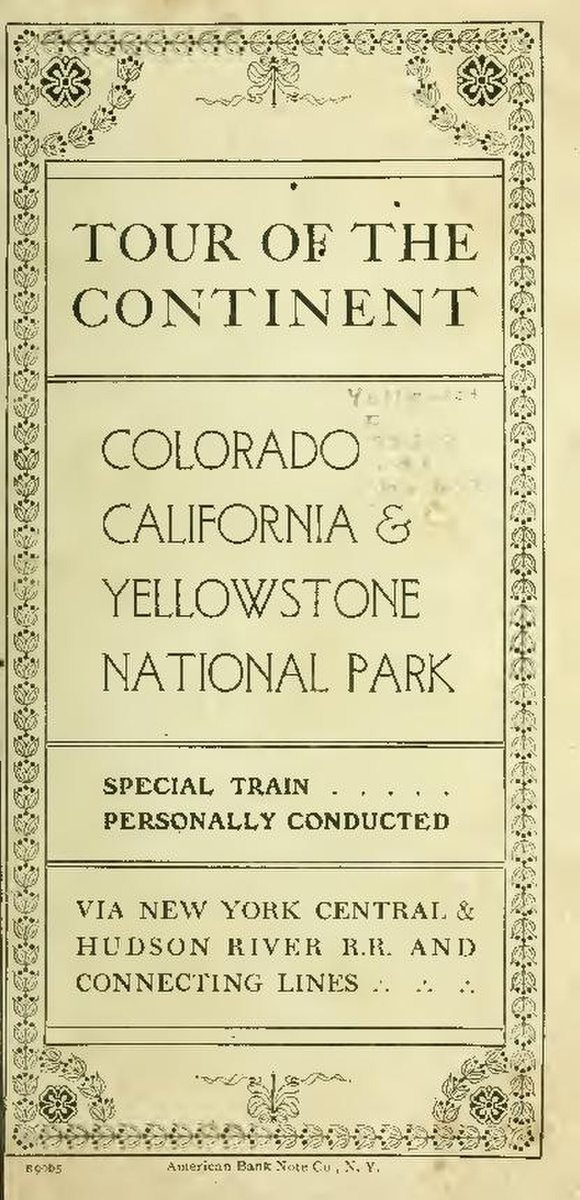 TOUR OF THE
CONTINENT
COLORADO
CALIFORNIA &
YELLOWSTONE
NATIONAL PARK
SPECIAL TRAIN . . . . .
PERSONALLY CONDUCTED
VIA NEW YORK CENTRAL &
HUDSON RIVER R.R. AND
CONNECTING LINES ∴ ∴ ∴
American Bank Note Co., N. Y.